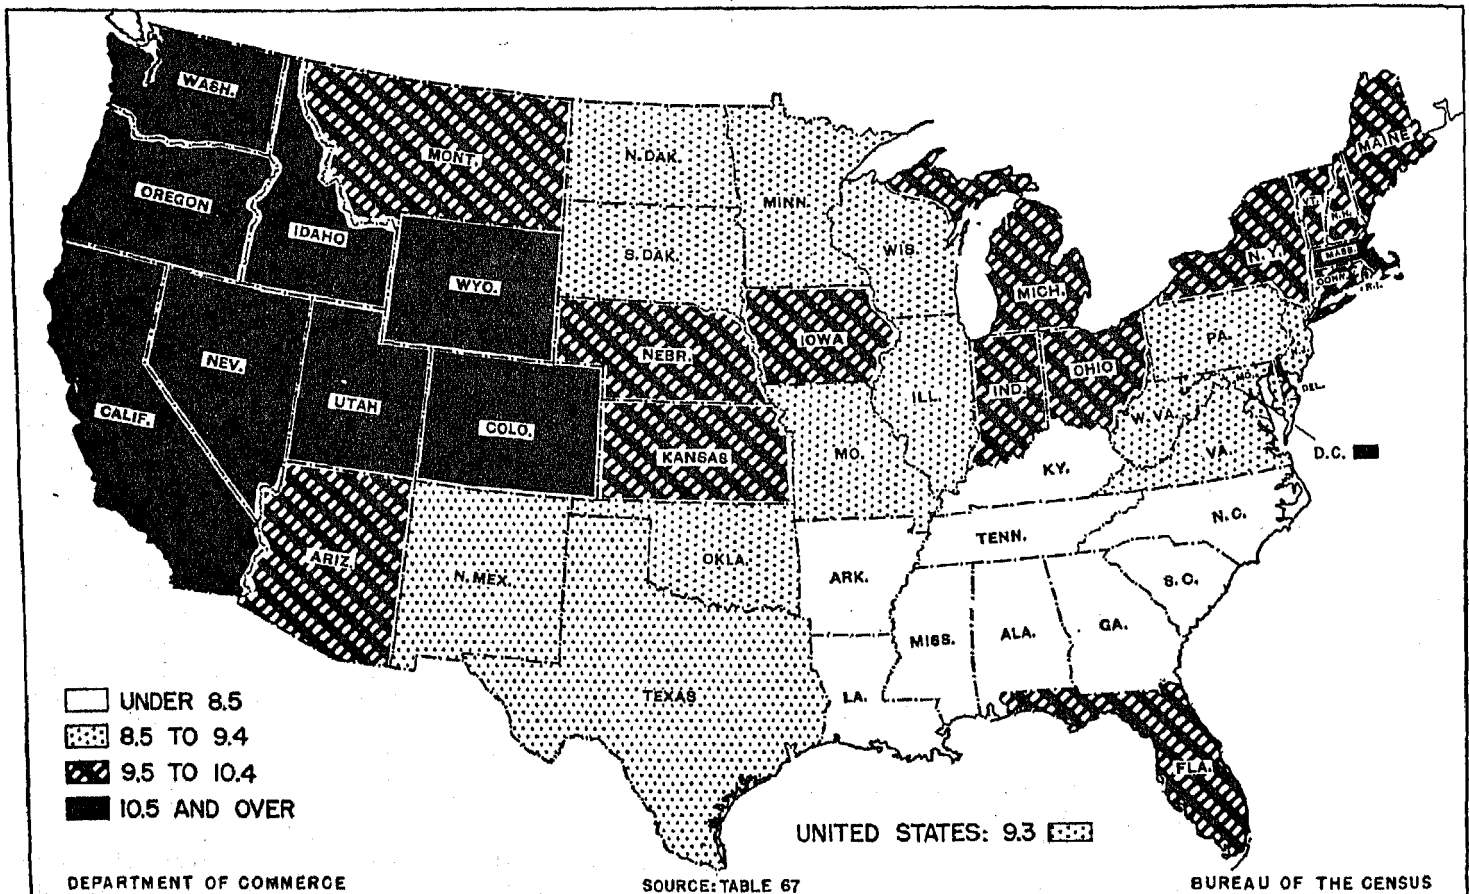 WASH.
MONT.
N. DAK.
MINN.
MAINE
OREGON
IDAHO
S. DAK.
WIS.
VT.
N.H.
N. Y.
MASS.
CONN.
R.I.
WYO.
MICH.
NEV.
NEBR.
IOWA
PA.
N.J.
CALIF.
UTAH
COLO.
ILL.
IND.
OHIO
MD.
DEL.
KANSAS
MO.
W. VA.
VA.
D.C.
KY.
ARIZ.
N. MEX.
OKLA.
ARK.
TENN.
N.C.
S.C.
TEXAS
LA.
MISS.
ALA.
GA.
FLA.
UNDER 8.5
8.5 TO 9.4
9.5 TO 10.4
10.5 AND OVER
UNITED STATES: 9.3
DEPARTMENT OF COMMERCE
SOURCE: TABLE 67
BUREAU OF THE CENSUS